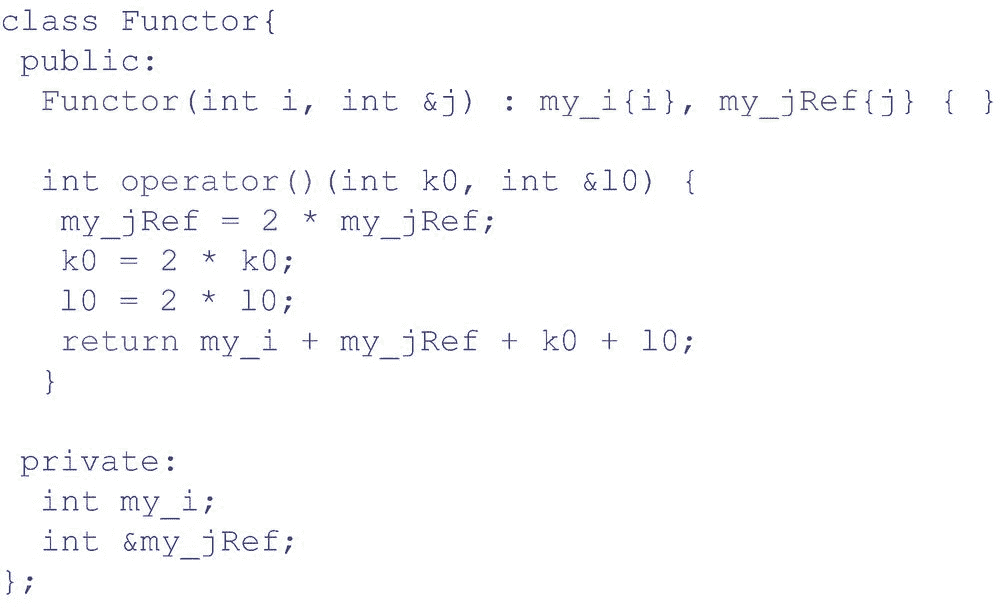 class Functor{
 public:
  Functor(int i, int &j) : my_i{i}, my_jRef{j} { }

  int operator()(int k0, int &l0) {
   my_jRef = 2 * my_jRef;
   k0 = 2 * k0;
   l0 = 2 * l0;
   return my_i + my_jRef + k0 + l0;
  }

 private:
  int my_i;
  int &my_jRef;
};